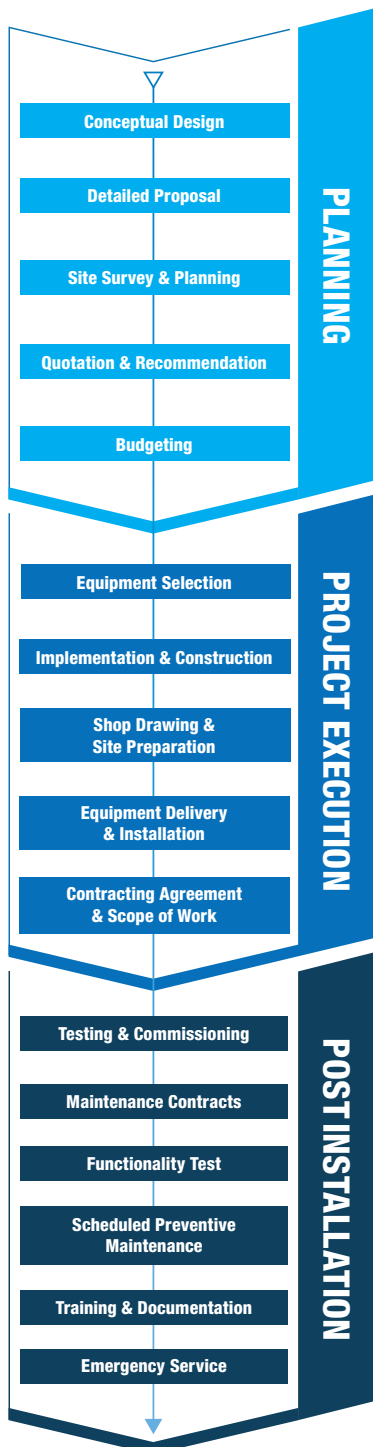 PLANNING
Conceptual Design
Detailed Proposal
Site Survey & Planning
Quotation & Recommendation
Budgeting
PROJECT EXECUTION
Equipment Selection
Implementation & Construction
Shop Drawing &
Site Preparation
Equipment Delivery
& Installation
Contracting Agreement
& Scope of Work
POST INSTALLATION
Testing & Commissioning
Maintenance Contracts
Functionality Test
Scheduled Preventive
Maintenance
Training & Documentation
Emergency Service